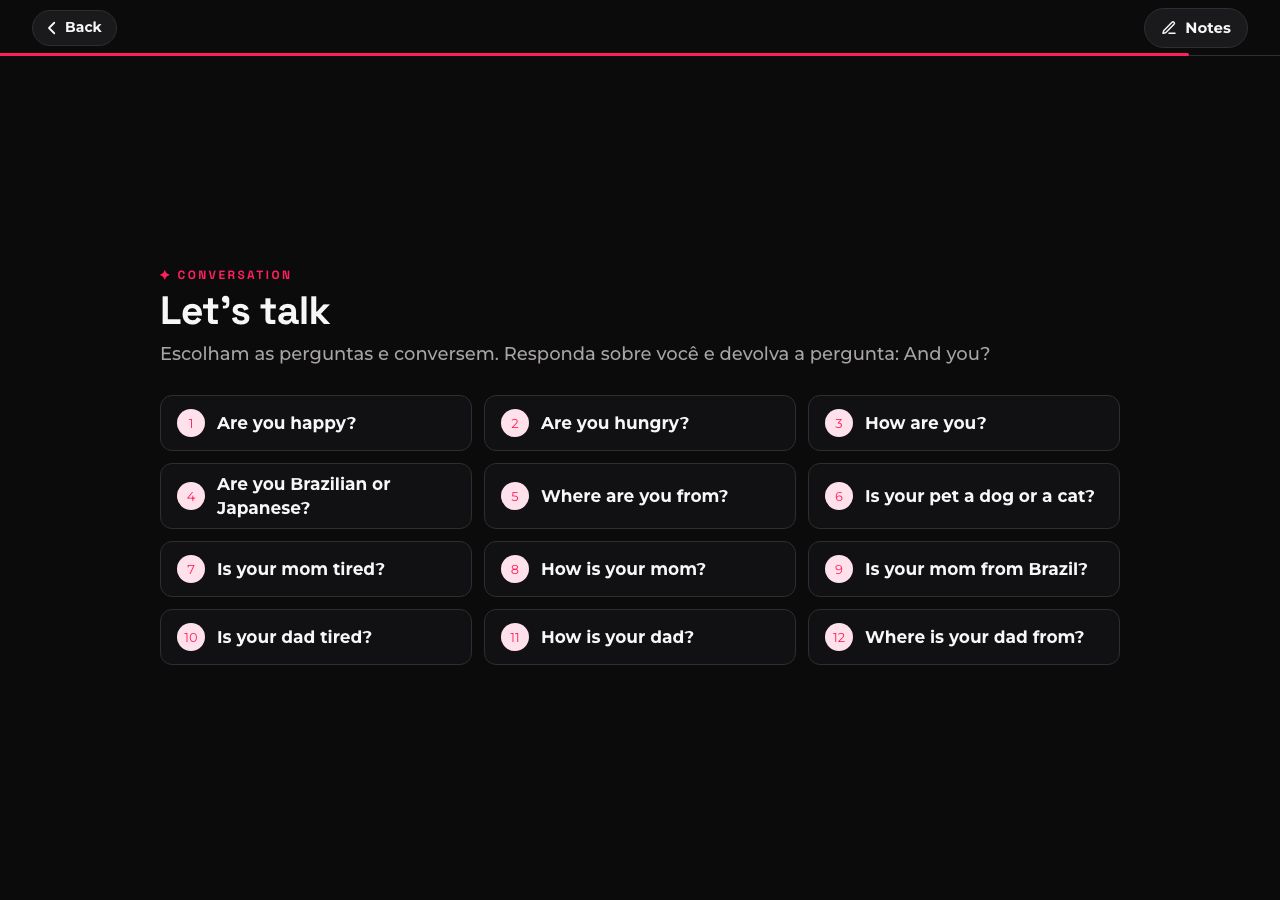 Back
Notes
CONVERSATION
Let's talk
Escolham as perguntas e conversem. Responda sobre você e devolva a pergunta: And you?
1 Are you happy?
2 Are you hungry?
3 How are you?
4 Are you Brazilian or
Japanese?
5 Where are you from?
6 Is your pet a dog or a cat?
7 Is your mom tired?
8 How is your mom?
9 Is your mom from Brazil?
10 Is your dad tired?
11 How is your dad?
12 Where is your dad from?